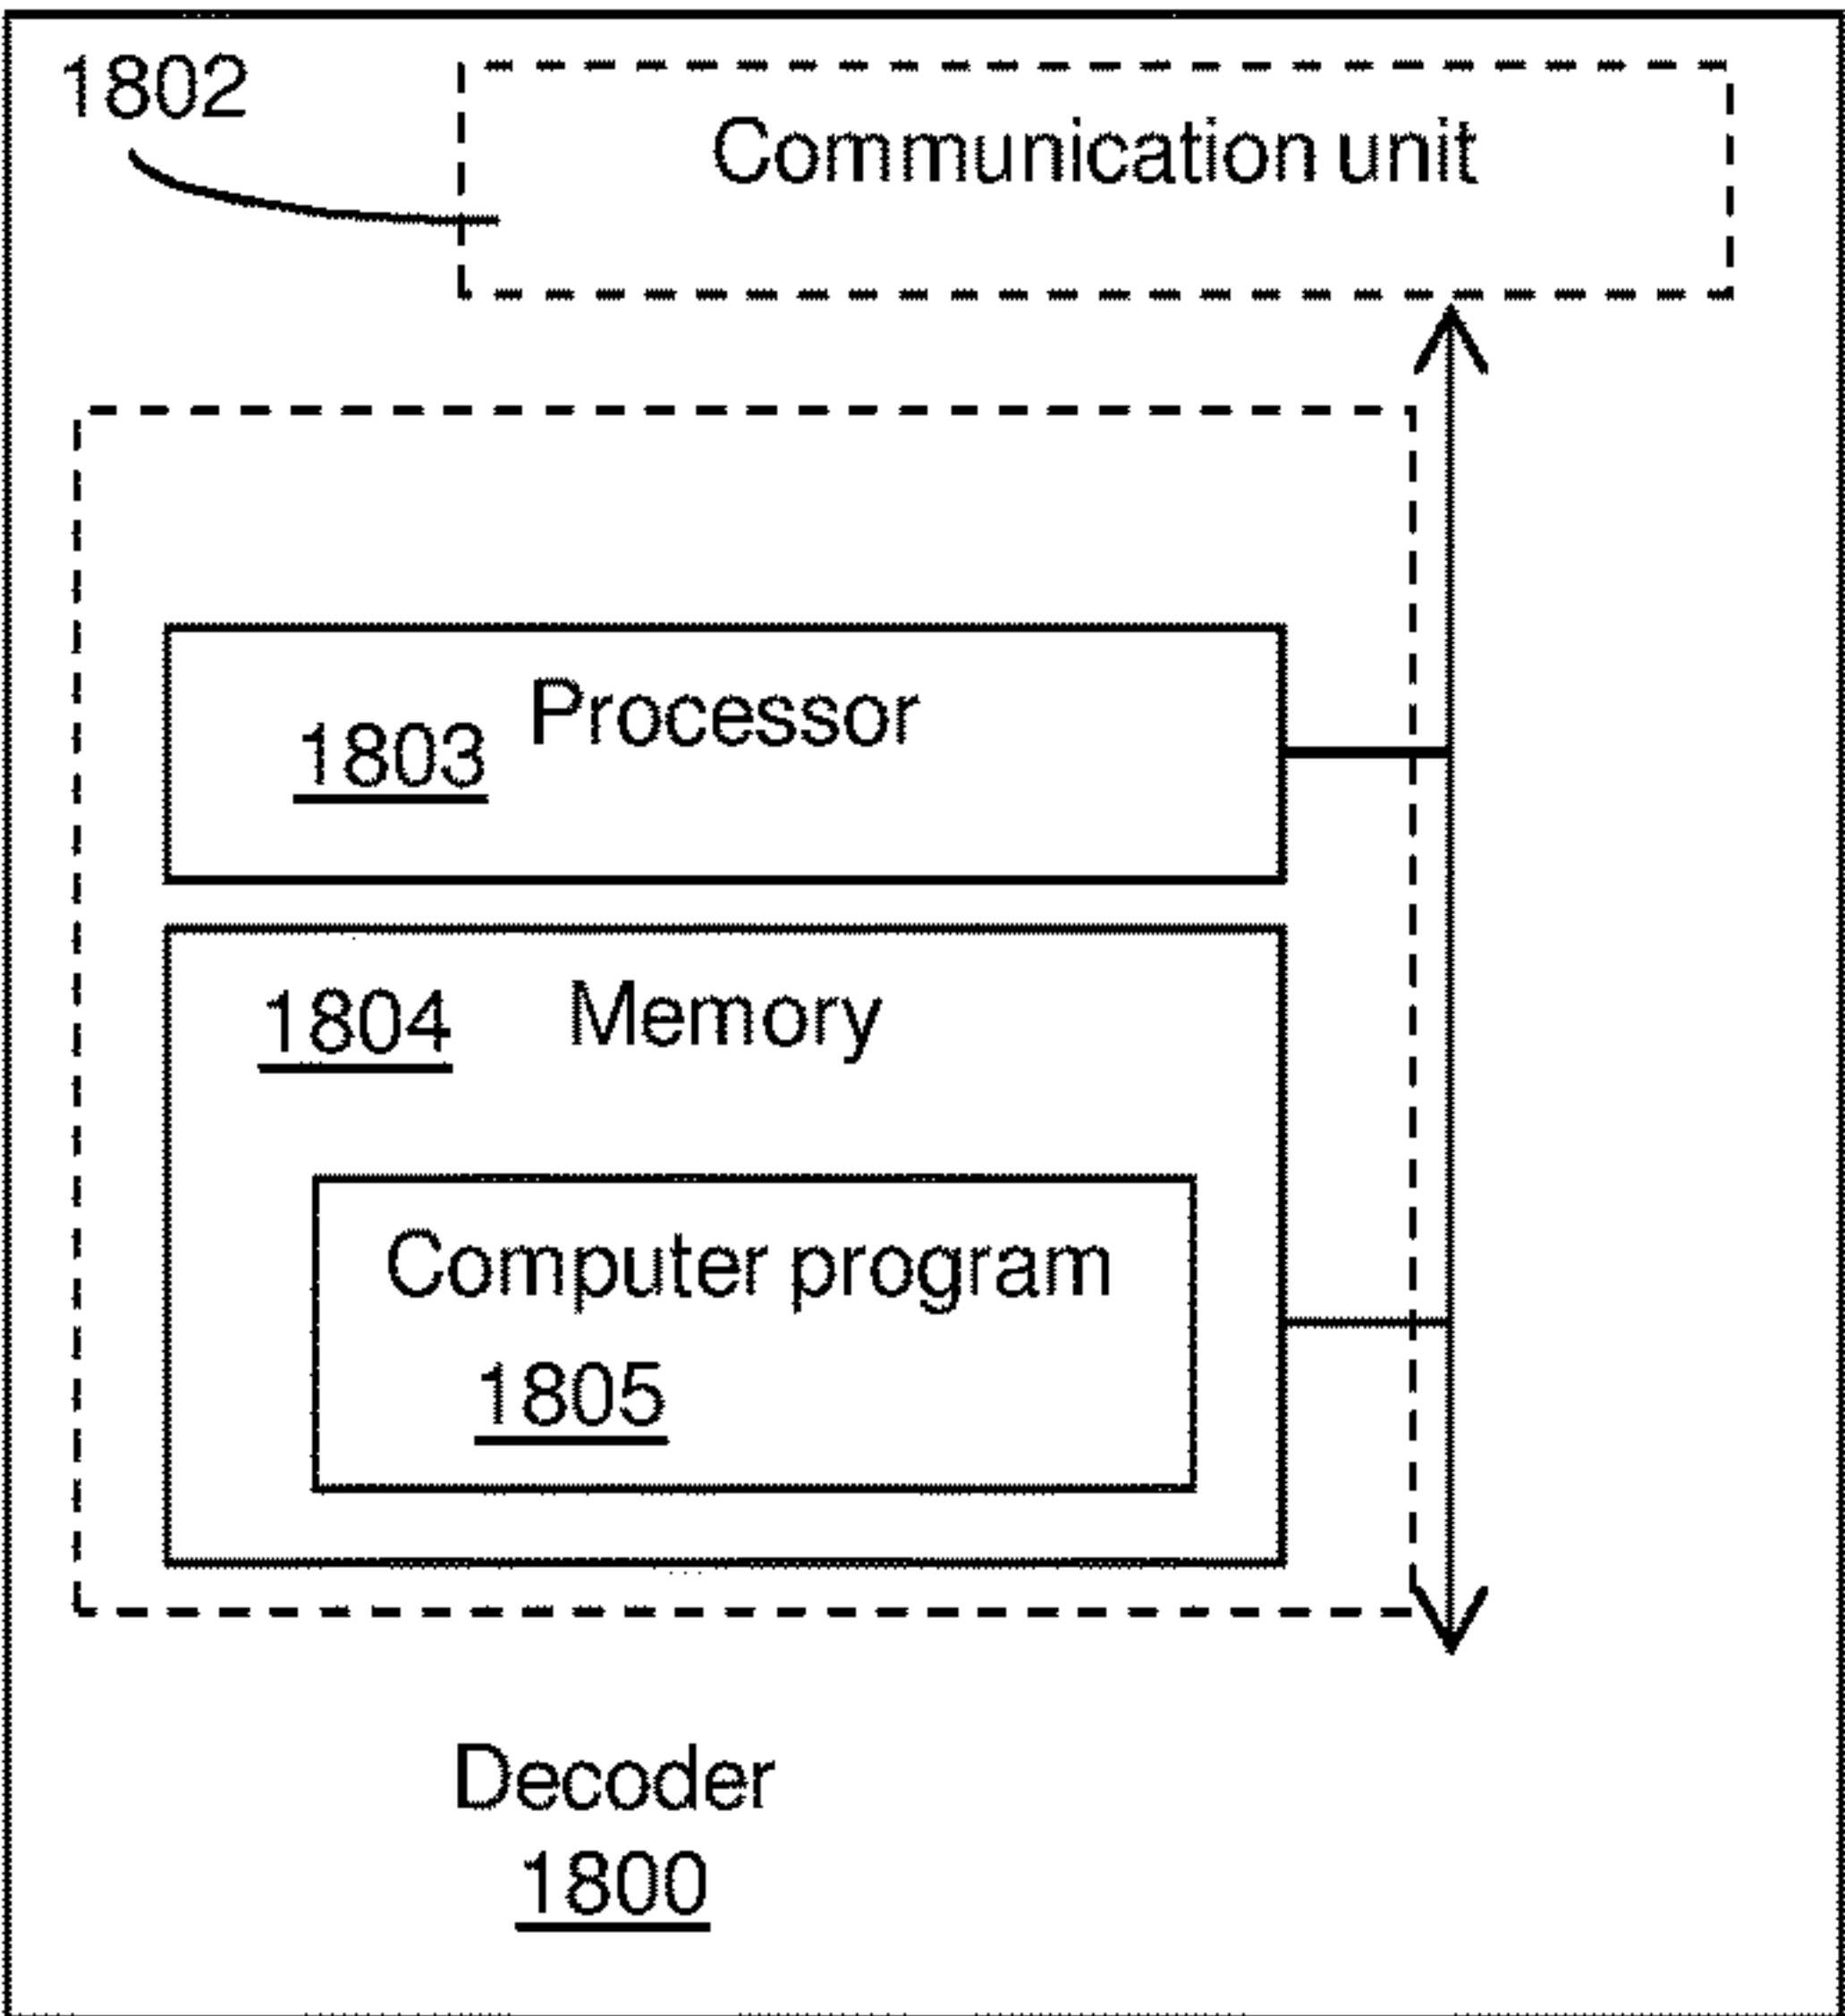 1802
Communication unit
Processor
1803
1804 Memory
Computer program
1805
Decoder
1800